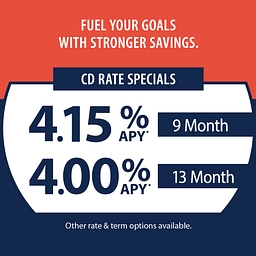 FUEL YOUR GOALS
WITH STRONGER SAVINGS.
CD RATE SPECIALS
4.15% APY* 9 Month
4.00% APY* 13 Month
Other rate & term options available.